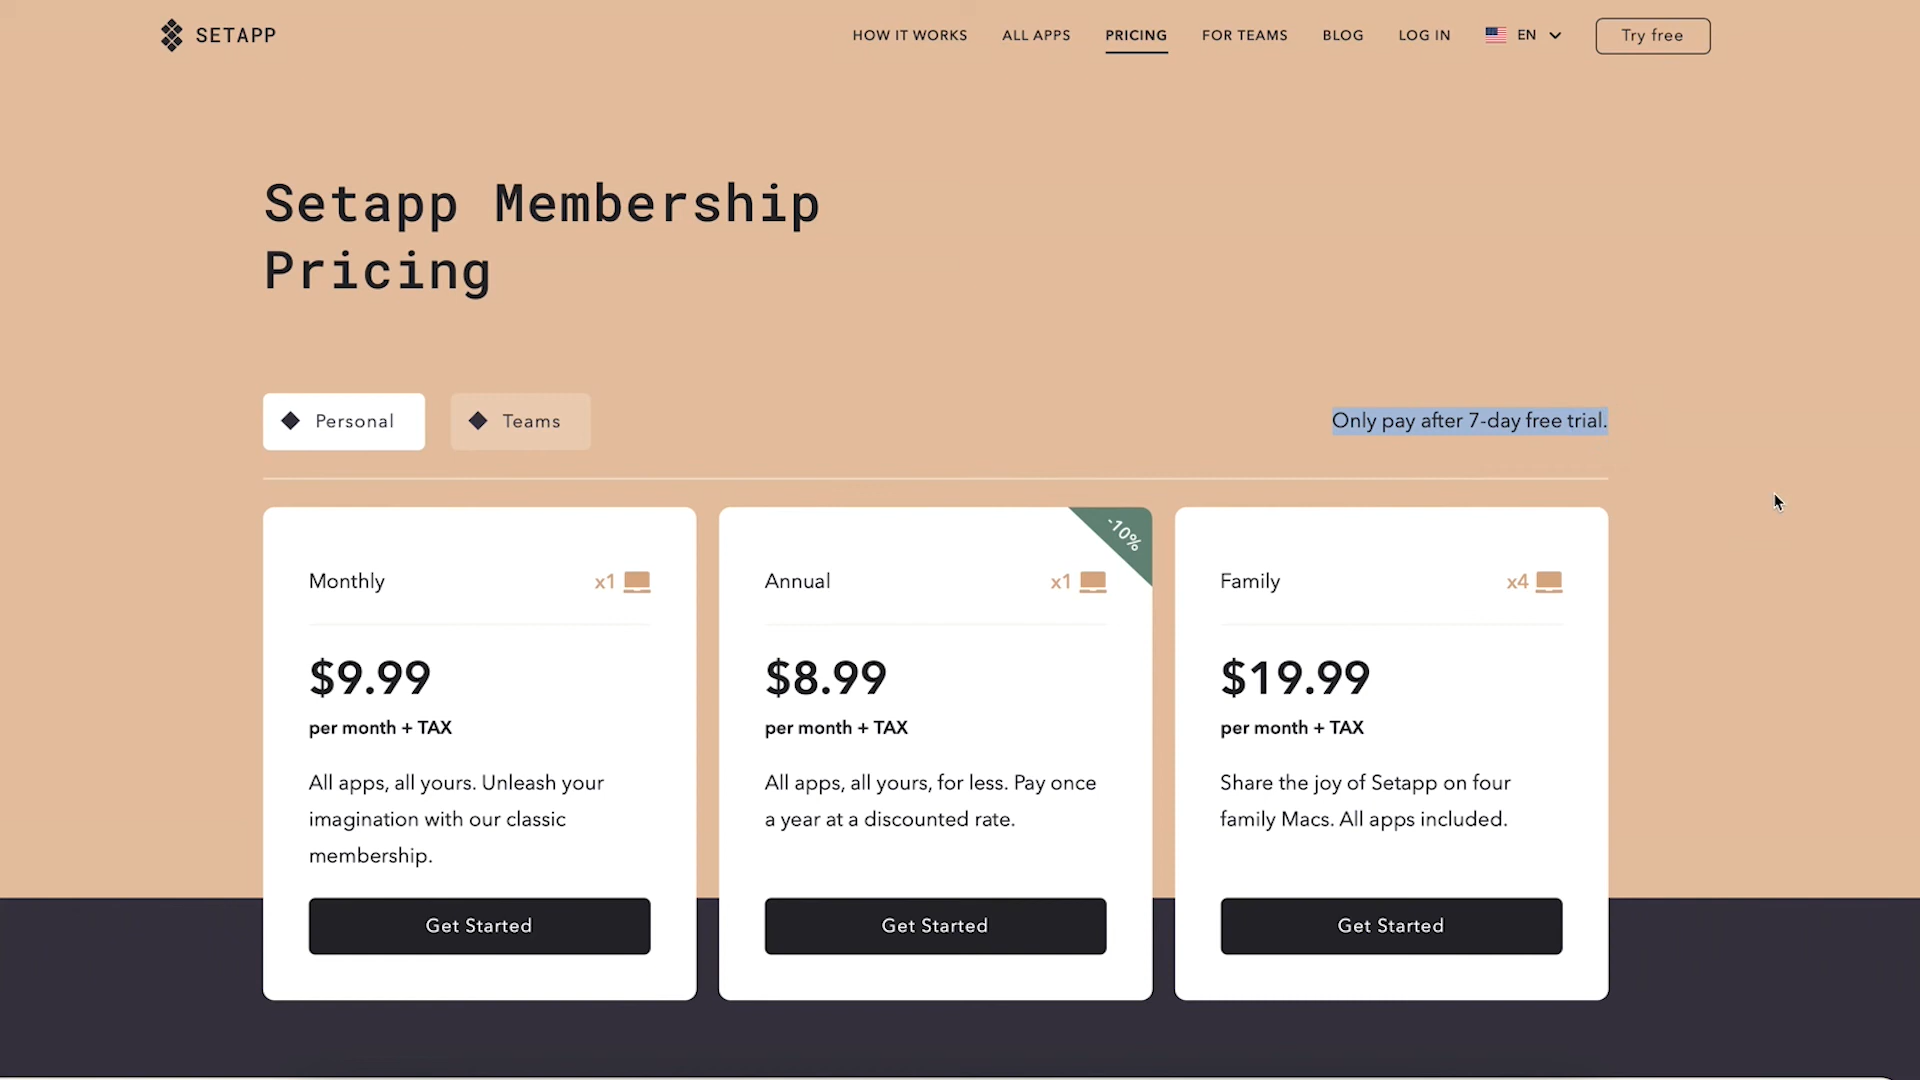 SETAPP
HOW IT WORKS
ALL APPS
PRICING
FOR TEAMS
BLOG
LOG IN
EN
Try free
Setapp Membership
Pricing
Personal
Teams
Only pay after 7-day free trial.
Monthly
x1
$9.99
per month + TAX
All apps, all yours. Unleash your
imagination with our classic
membership.
Get Started
-10%
Annual
x1
$8.99
per month + TAX
All apps, all yours, for less. Pay once
a year at a discounted rate.
Get Started
Family
x4
$19.99
per month + TAX
Share the joy of Setapp on four
family Macs. All apps included.
Get Started